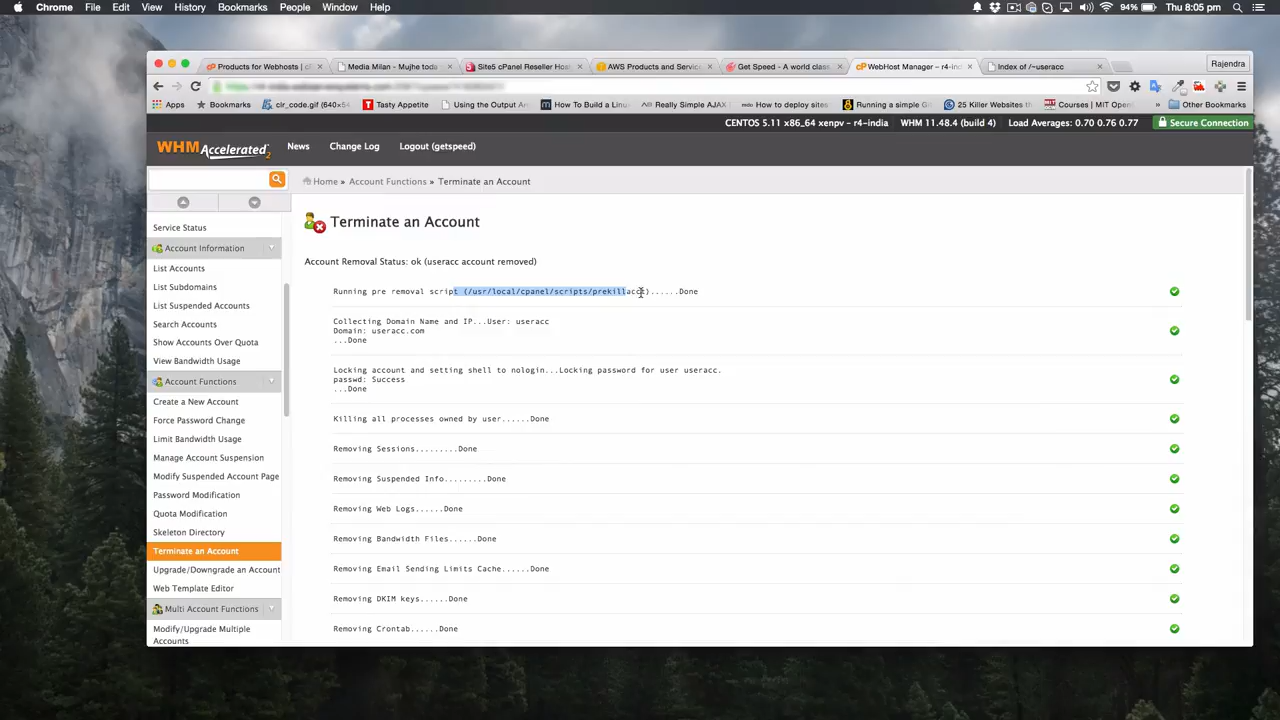 Chrome File Edit View History Bookmarks People Window Help 94% Thu 8:05 pm
Products for Webhosts | cP
Media Milan - Mujhe toda
Site5 cPanel Reseller Host
AWS Products and Service
Get Speed - A world class
WebHost Manager - r4-ind
Index of /~useracc
Rajendra
Apps Bookmarks clr_code.gif (640×5 Tasty Appetite Using the Output An How To Build a Linux Really Simple AJAX How to deploy sites Running a simple Gi 25 Killer Websites th Courses | MIT Open » Other Bookmarks
CENTOS 5.11 x86_64 xenpv - r4-india WHM 11.48.4 (build 4) Load Averages: 0.70 0.76 0.77 Secure Connection
WHM Accelerated2 News Change Log Logout (getspeed)
Home » Account Functions » Terminate an Account
Service Status
Account Information
List Accounts
List Subdomains
List Suspended Accounts
Search Accounts
Show Accounts Over Quota
View Bandwidth Usage
Account Functions
Create a New Account
Force Password Change
Limit Bandwidth Usage
Manage Account Suspension
Modify Suspended Account Page
Password Modification
Quota Modification
Skeleton Directory
Terminate an Account
Upgrade/Downgrade an Account
Web Template Editor
Multi Account Functions
Modify/Upgrade Multiple
Accounts
Terminate an Account
Account Removal Status: ok (useracc account removed)
Running pre removal script (/usr/local/cpanel/scripts/prekillacct)......Done
Collecting Domain Name and IP...User: useracc
Domain: useracc.com
...Done
Locking account and setting shell to nologin...Locking password for user useracc.
passwd: Success
...Done
Killing all processes owned by user......Done
Removing Sessions.........Done
Removing Suspended Info.........Done
Removing Web Logs......Done
Removing Bandwidth Files......Done
Removing Email Sending Limits Cache......Done
Removing DKIM keys......Done
Removing Crontab......Done